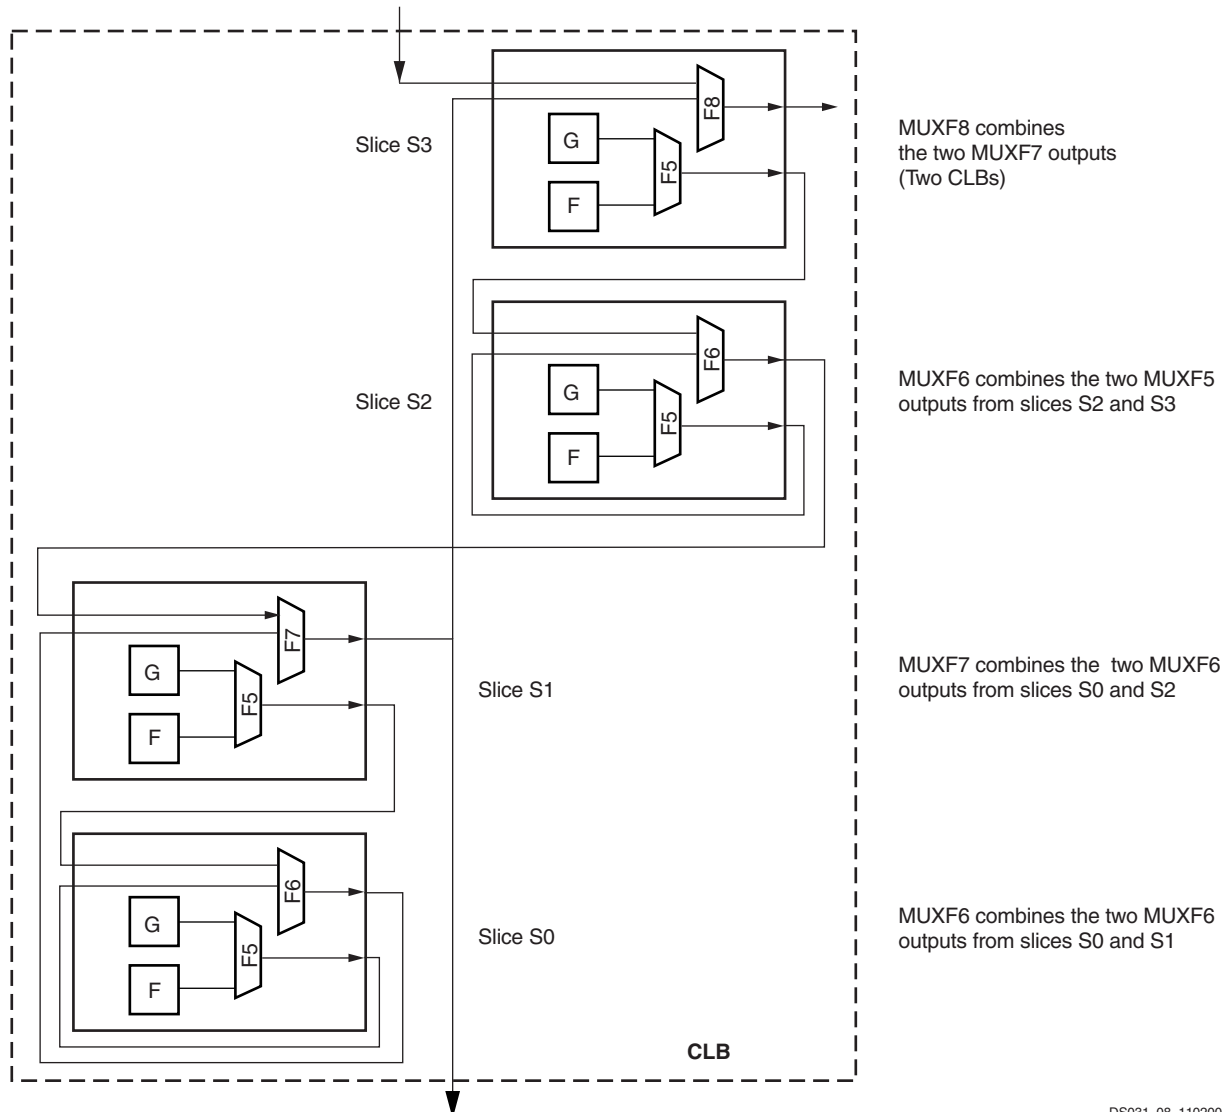 Slice S3
G
F
F5
F8
MUXF8 combines
the two MUXF7 outputs
(Two CLBs)
Slice S2
G
F
F5
F6
MUXF6 combines the two MUXF5
outputs from slices S2 and S3
G
F
F5
F7
Slice S1
MUXF7 combines the two MUXF6
outputs from slices S0 and S2
G
F
F5
F6
Slice S0
MUXF6 combines the two MUXF6
outputs from slices S0 and S1
CLB
DS031_08_110200